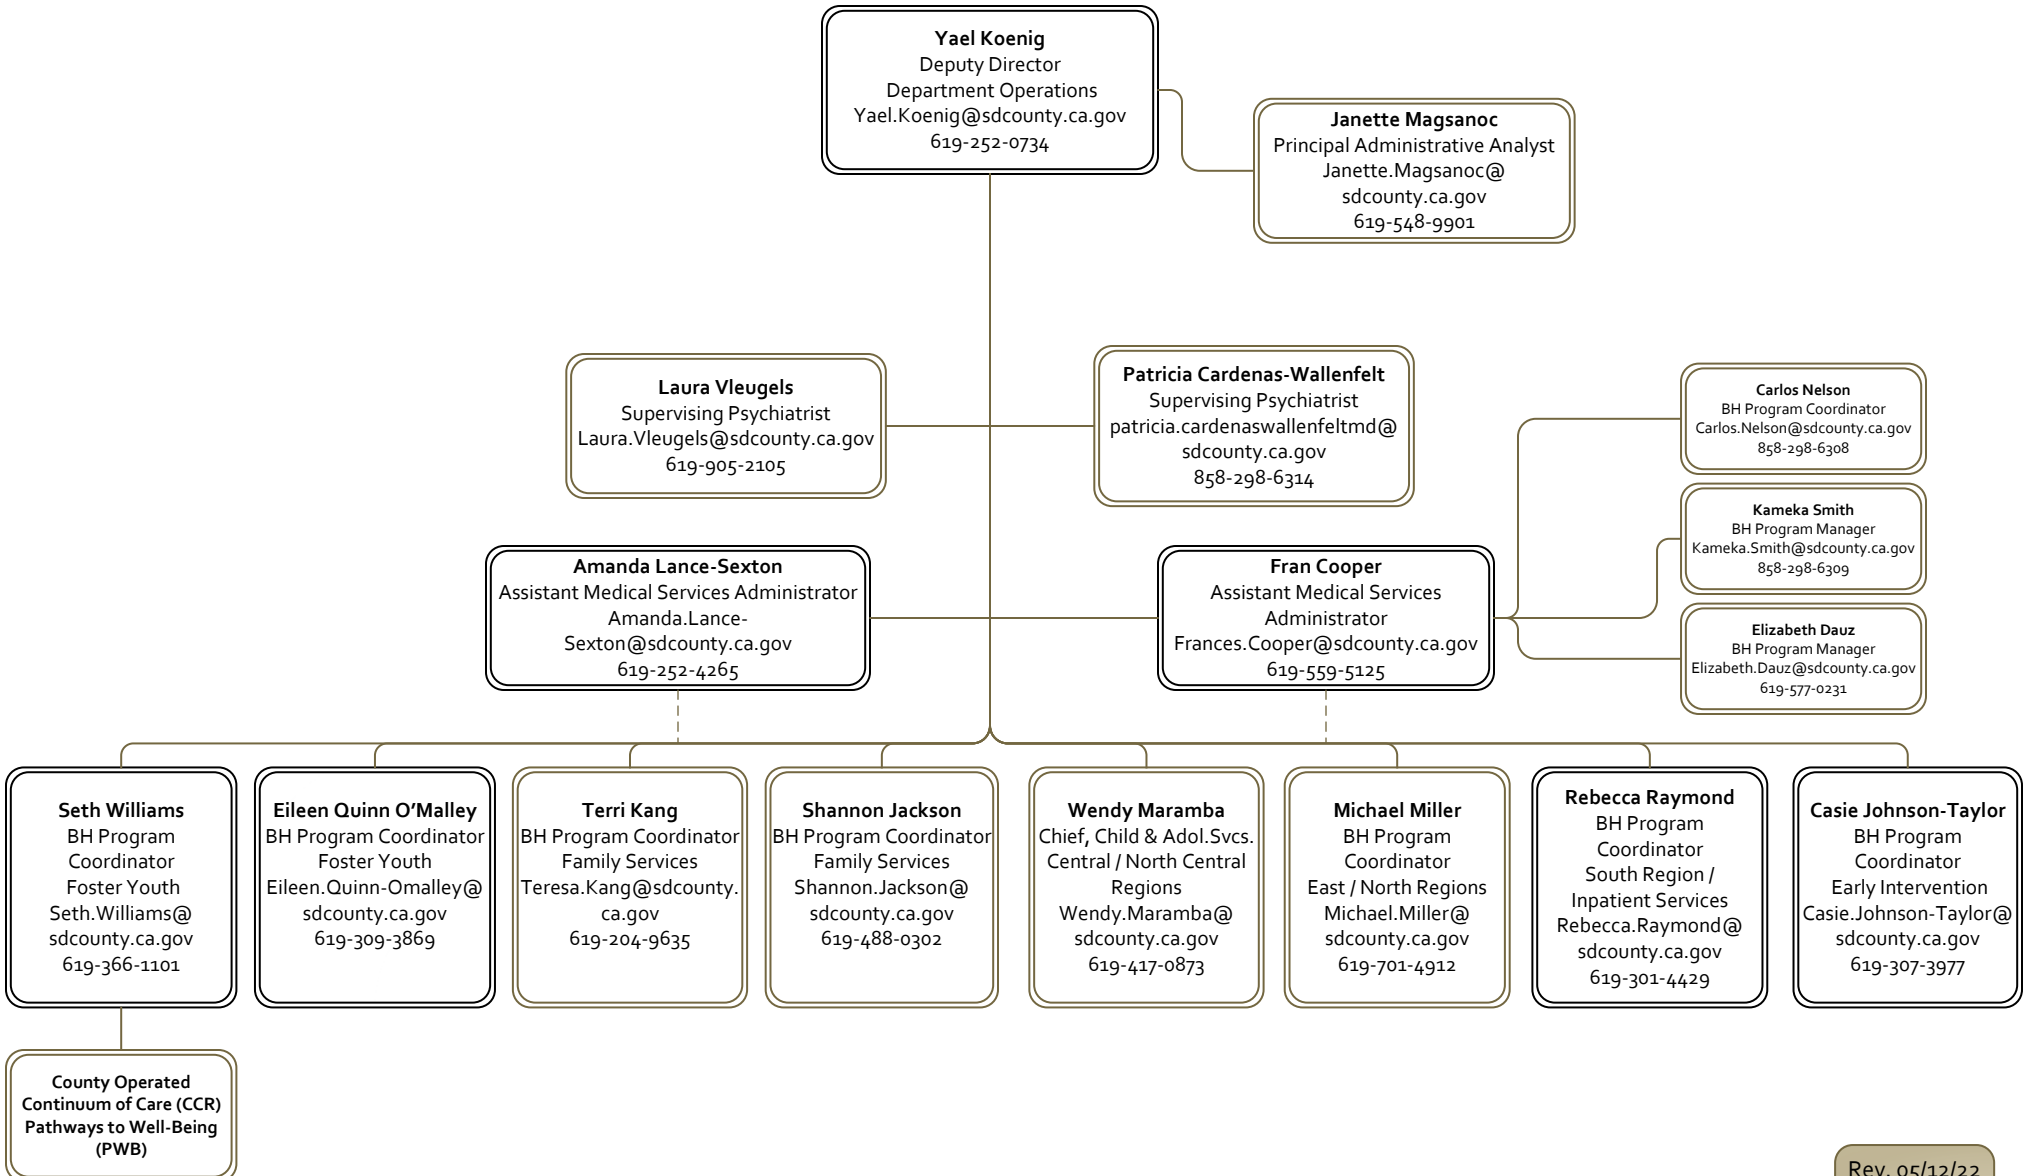 Yael Koenig
Deputy Director
Department Operations
Yael.Koenig@sdcounty.ca.gov
619-252-0734
Janette Magsanoc
Principal Administrative Analyst
Janette.Magsanoc@
sdcounty.ca.gov
619-548-9901
Laura Vleugels
Supervising Psychiatrist
Laura.Vleugels@sdcounty.ca.gov
619-905-2105
Patricia Cardenas-Wallenfelt
Supervising Psychiatrist
patricia.cardenaswallenfeltmd@
sdcounty.ca.gov
858-298-6314
Carlos Nelson
BH Program Coordinator
Carlos.Nelson@sdcounty.ca.gov
858-298-6308
Kameka Smith
BH Program Manager
Kameka.Smith@sdcounty.ca.gov
858-298-6309
Elizabeth Dauz
BH Program Manager
Elizabeth.Dauz@sdcounty.ca.gov
619-577-0231
Amanda Lance-Sexton
Assistant Medical Services Administrator
Amanda.Lance-
Sexton@sdcounty.ca.gov
619-252-4265
Fran Cooper
Assistant Medical Services
Administrator
Frances.Cooper@sdcounty.ca.gov
619-559-5125
Seth Williams
BH Program
Coordinator
Foster Youth
Seth.Williams@
sdcounty.ca.gov
619-366-1101
Eileen Quinn O’Malley
BH Program Coordinator
Foster Youth
Eileen.Quinn-Omalley@
sdcounty.ca.gov
619-309-3869
Terri Kang
BH Program Coordinator
Family Services
Teresa.Kang@sdcounty.
ca.gov
619-204-9635
Shannon Jackson
BH Program Coordinator
Family Services
Shannon.Jackson@
sdcounty.ca.gov
619-488-0302
Wendy Maramba
Chief, Child & Adol.Svcs.
Central / North Central
Regions
Wendy.Maramba@
sdcounty.ca.gov
619-417-0873
Michael Miller
BH Program
Coordinator
East / North Regions
Michael.Miller@
sdcounty.ca.gov
619-701-4912
Rebecca Raymond
BH Program
Coordinator
South Region /
Inpatient Services
Rebecca.Raymond@
sdcounty.ca.gov
619-301-4429
Casie Johnson-Taylor
BH Program
Coordinator
Early Intervention
Casie.Johnson-Taylor@
sdcounty.ca.gov
619-307-3977
County Operated
Continuum of Care (CCR)
Pathways to Well-Being
(PWB)
Rev. 05/12/22